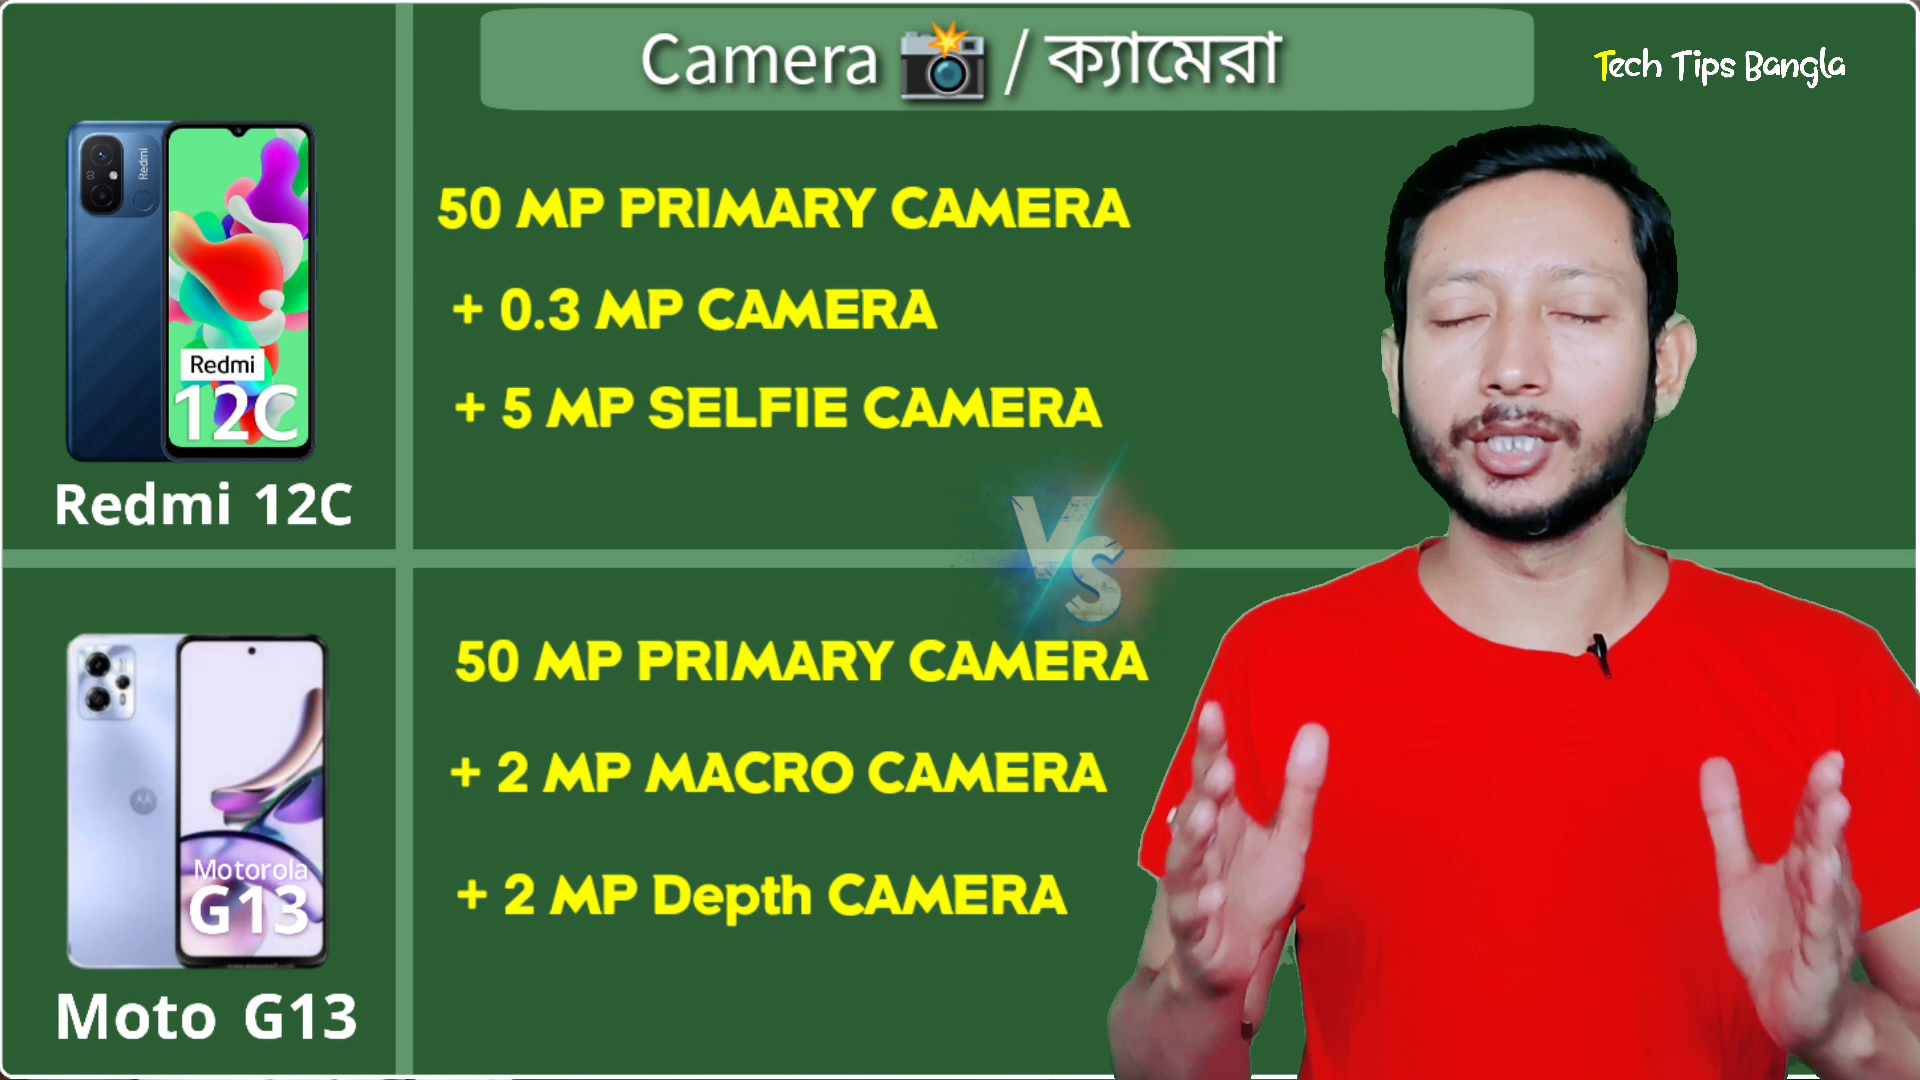 Camera 📸 / ক্যামেরা
Tech Tips Bangla
Redmi
Redmi
12C
Redmi 12C
50 MP PRIMARY CAMERA
+ 0.3 MP CAMERA
+ 5 MP SELFIE CAMERA
VS
Motorola
G13
Moto G13
50 MP PRIMARY CAMERA
+ 2 MP MACRO CAMERA
+ 2 MP Depth CAMERA